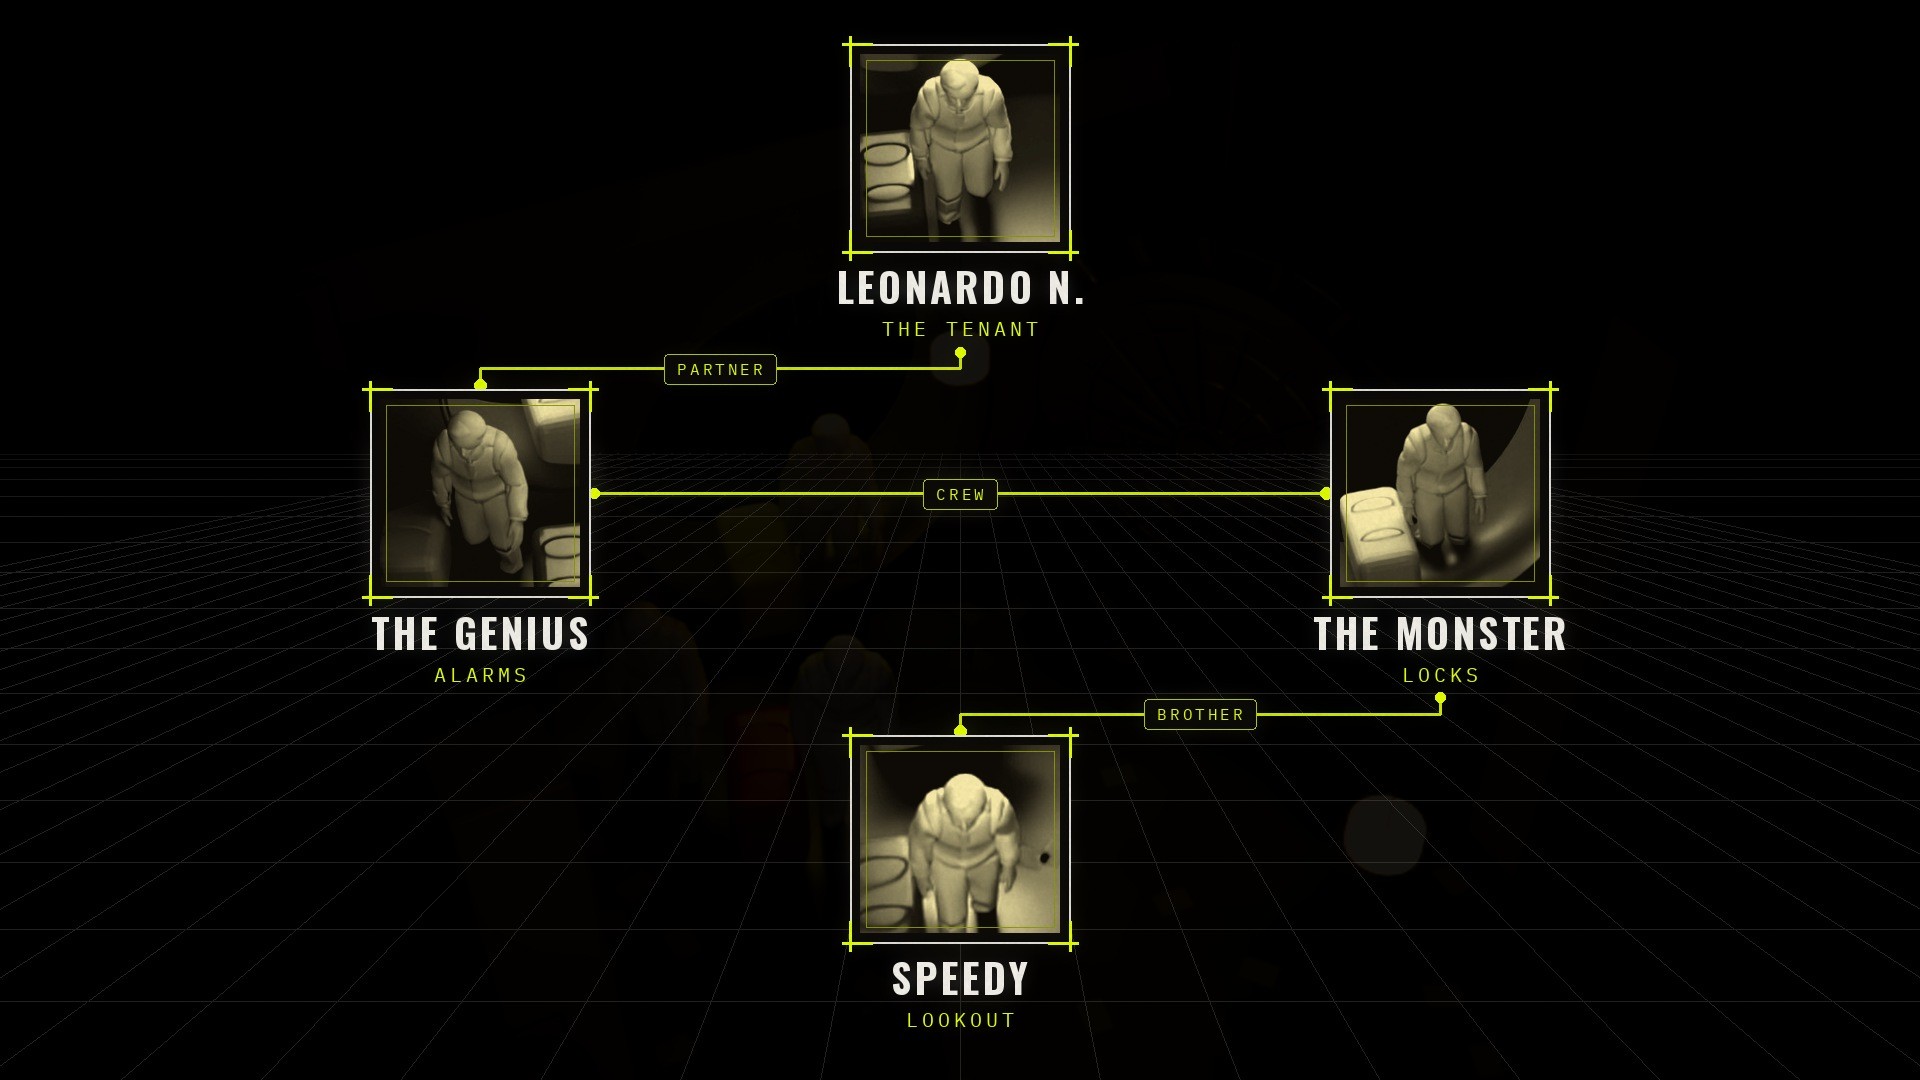 LEONARDO N.
THE TENANT
PARTNER
CREW
THE GENIUS
ALARMS
THE MONSTER
LOCKS
BROTHER
SPEEDY
LOOKOUT